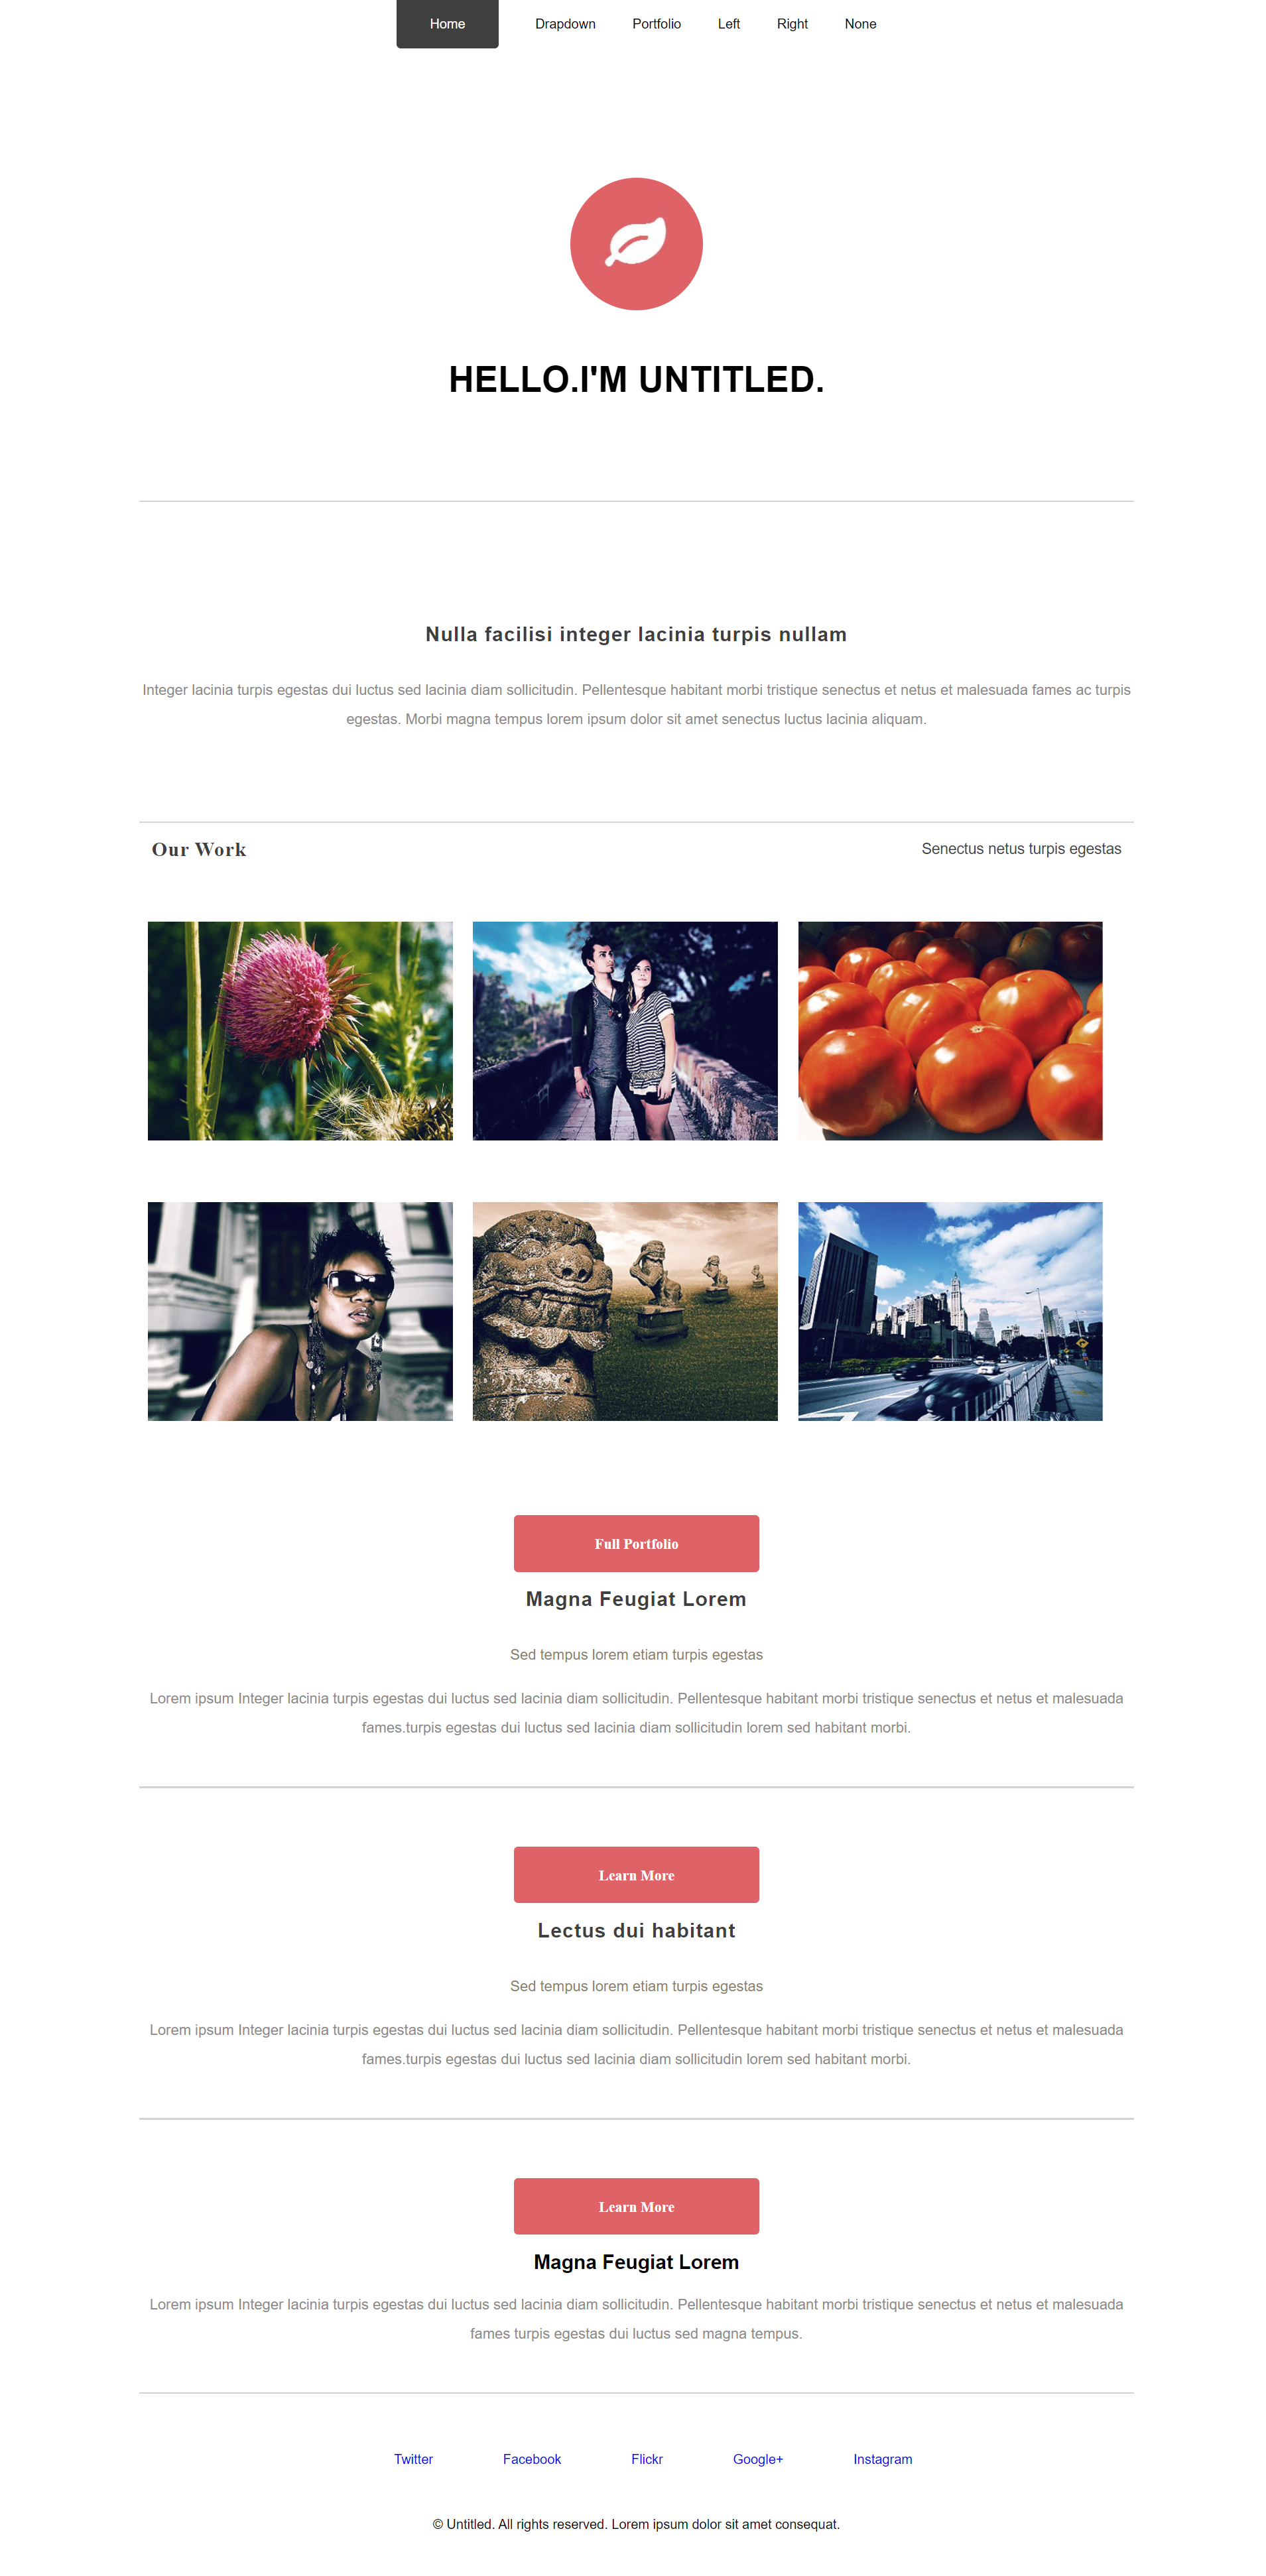 Home Drapdown Portfolio Left Right None
HELLO.I'M UNTITLED.
Nulla facilisi integer lacinia turpis nullam
Integer lacinia turpis egestas dui luctus sed lacinia diam sollicitudin. Pellentesque habitant morbi tristique senectus et netus et malesuada fames ac turpis
egestas. Morbi magna tempus lorem ipsum dolor sit amet senectus luctus lacinia aliquam.
Our Work Senectus netus turpis egestas
Full Portfolio
Magna Feugiat Lorem
Sed tempus lorem etiam turpis egestas
Lorem ipsum Integer lacinia turpis egestas dui luctus sed lacinia diam sollicitudin. Pellentesque habitant morbi tristique senectus et netus et malesuada
fames.turpis egestas dui luctus sed lacinia diam sollicitudin lorem sed habitant morbi.
Learn More
Lectus dui habitant
Sed tempus lorem etiam turpis egestas
Lorem ipsum Integer lacinia turpis egestas dui luctus sed lacinia diam sollicitudin. Pellentesque habitant morbi tristique senectus et netus et malesuada
fames.turpis egestas dui luctus sed lacinia diam sollicitudin lorem sed habitant morbi.
Learn More
Magna Feugiat Lorem
Lorem ipsum Integer lacinia turpis egestas dui luctus sed lacinia diam sollicitudin. Pellentesque habitant morbi tristique senectus et netus et malesuada
fames turpis egestas dui luctus sed magna tempus.
Twitter Facebook Flickr Google+ Instagram
© Untitled. All rights reserved. Lorem ipsum dolor sit amet consequat.